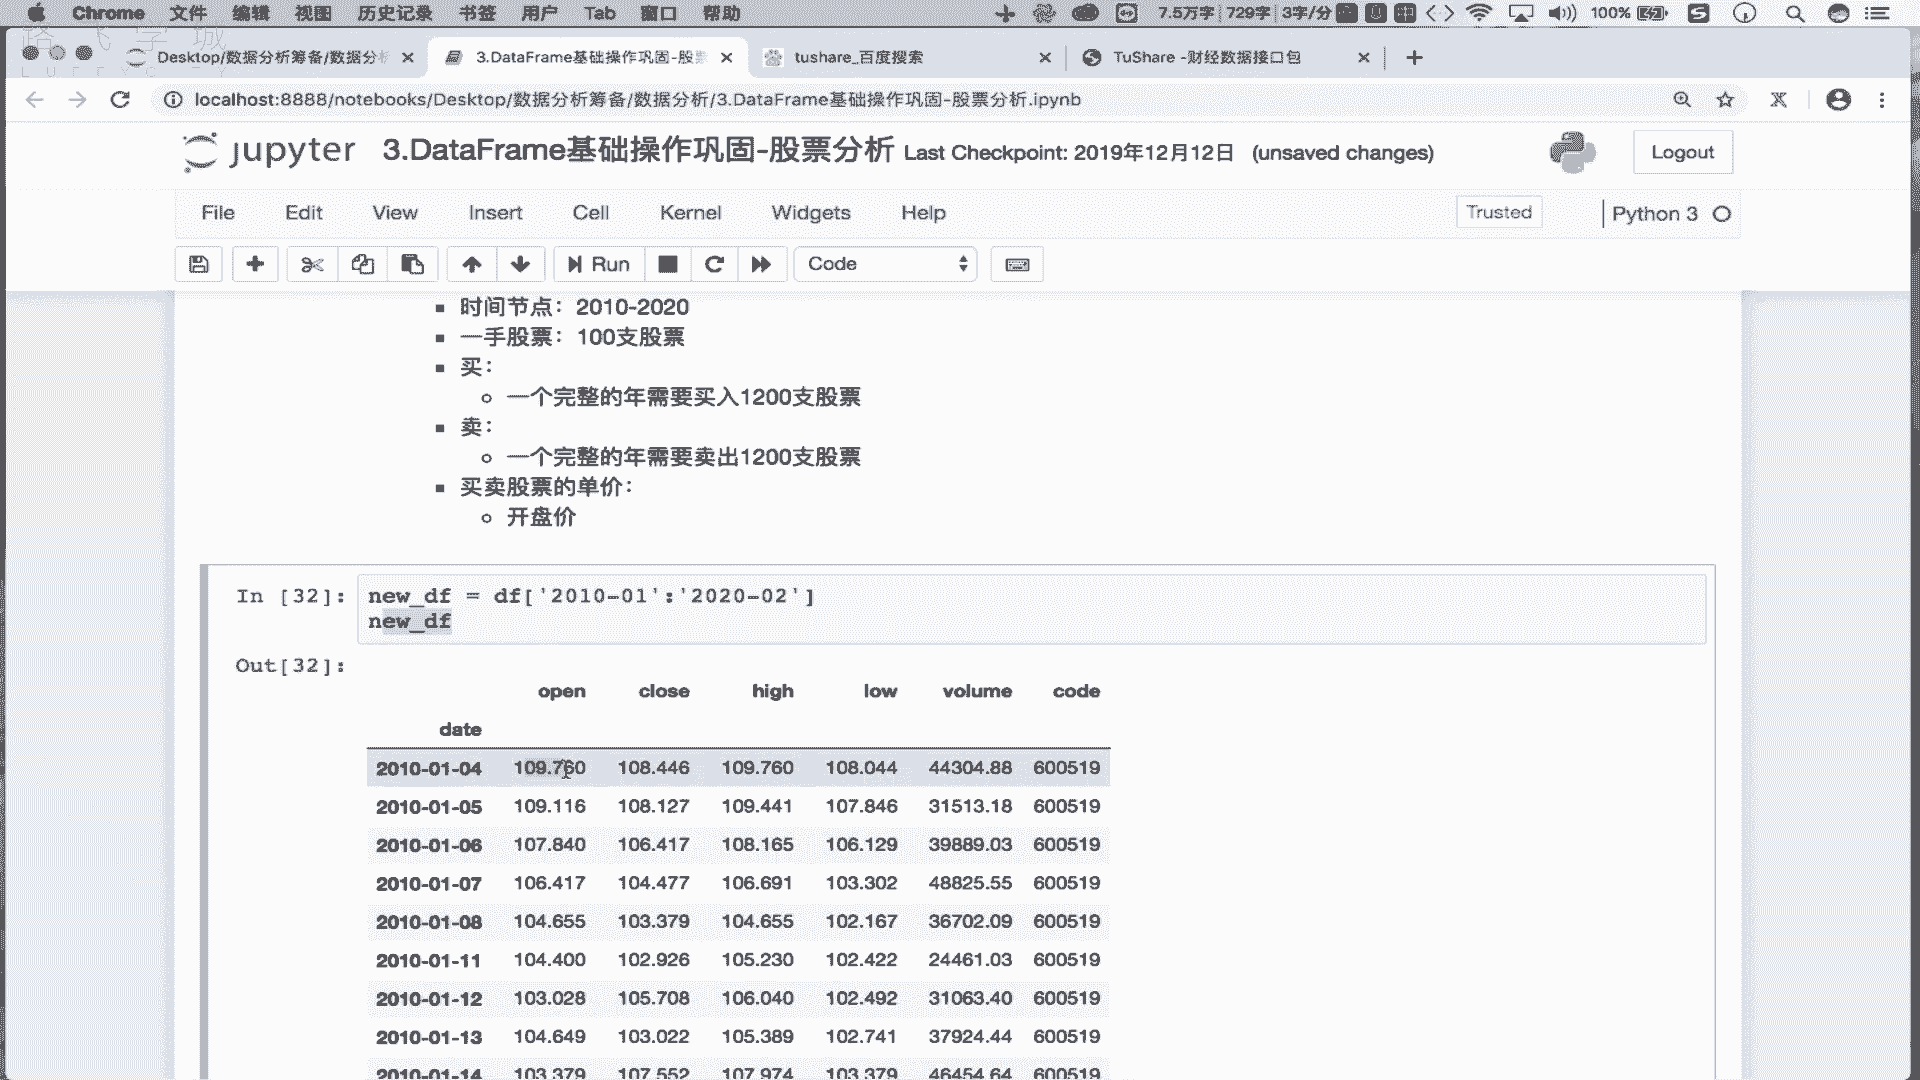 Chrome 文件 编辑 视图 历史记录 书签 用户 Tab 窗口 帮助 7.5万字 729字 3字/分 100%
Desktop/数据分析筹备/数据分析
3.DataFrame基础操作巩固-股票
tushare_百度搜索
TuShare -财经数据接口包
localhost:8888/notebooks/Desktop/数据分析筹备/数据分析/3.DataFrame基础操作巩固-股票分析.ipynb
jupyter 3.DataFrame基础操作巩固-股票分析 Last Checkpoint: 2019年12月12日 (unsaved changes)
Logout
File Edit View Insert Cell Kernel Widgets Help
Trusted
Python 3
Run
Code
时间节点：2010-2020
一手股票：100支股票
买：
一个完整的年需要买入1200支股票
卖：
一个完整的年需要卖出1200支股票
买卖股票的单价：
开盘价
In [32]: new_df = df['2010-01':'2020-02']
new_df
Out[32]:
open close high low volume code
date
2010-01-04 109.760 108.446 109.760 108.044 44304.88 600519
2010-01-05 109.116 108.127 109.441 107.846 31513.18 600519
2010-01-06 107.840 106.417 108.165 106.129 39889.03 600519
2010-01-07 106.417 104.477 106.691 103.302 48825.55 600519
2010-01-08 104.655 103.379 104.655 102.167 36702.09 600519
2010-01-11 104.400 102.926 105.230 102.422 24461.03 600519
2010-01-12 103.028 105.708 106.040 102.492 31063.40 600519
2010-01-13 104.649 103.022 105.389 102.741 37924.44 600519
2010-01-14 103.379 107.552 107.974 103.379 46454.64 600519